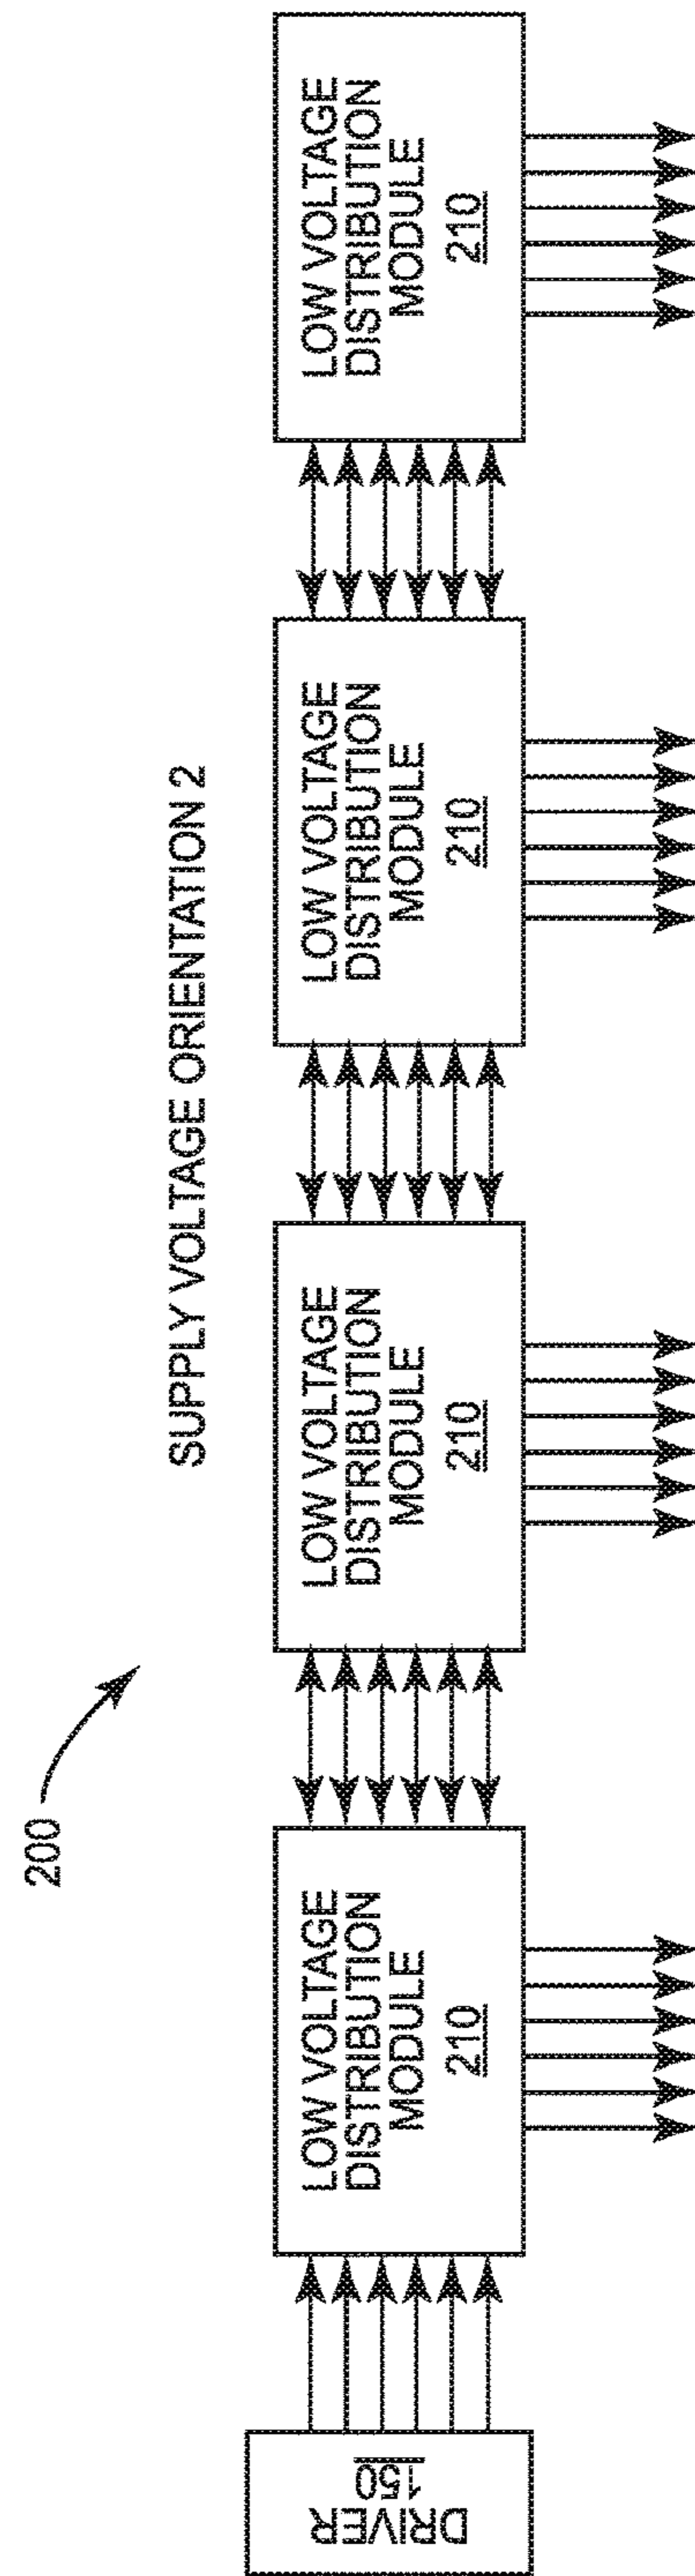 200
SUPPLY VOLTAGE ORIENTATION 2
DRIVER
150
LOW VOLTAGE
DISTRIBUTION
MODULE
210
LOW VOLTAGE
DISTRIBUTION
MODULE
210
LOW VOLTAGE
DISTRIBUTION
MODULE
210
LOW VOLTAGE
DISTRIBUTION
MODULE
210